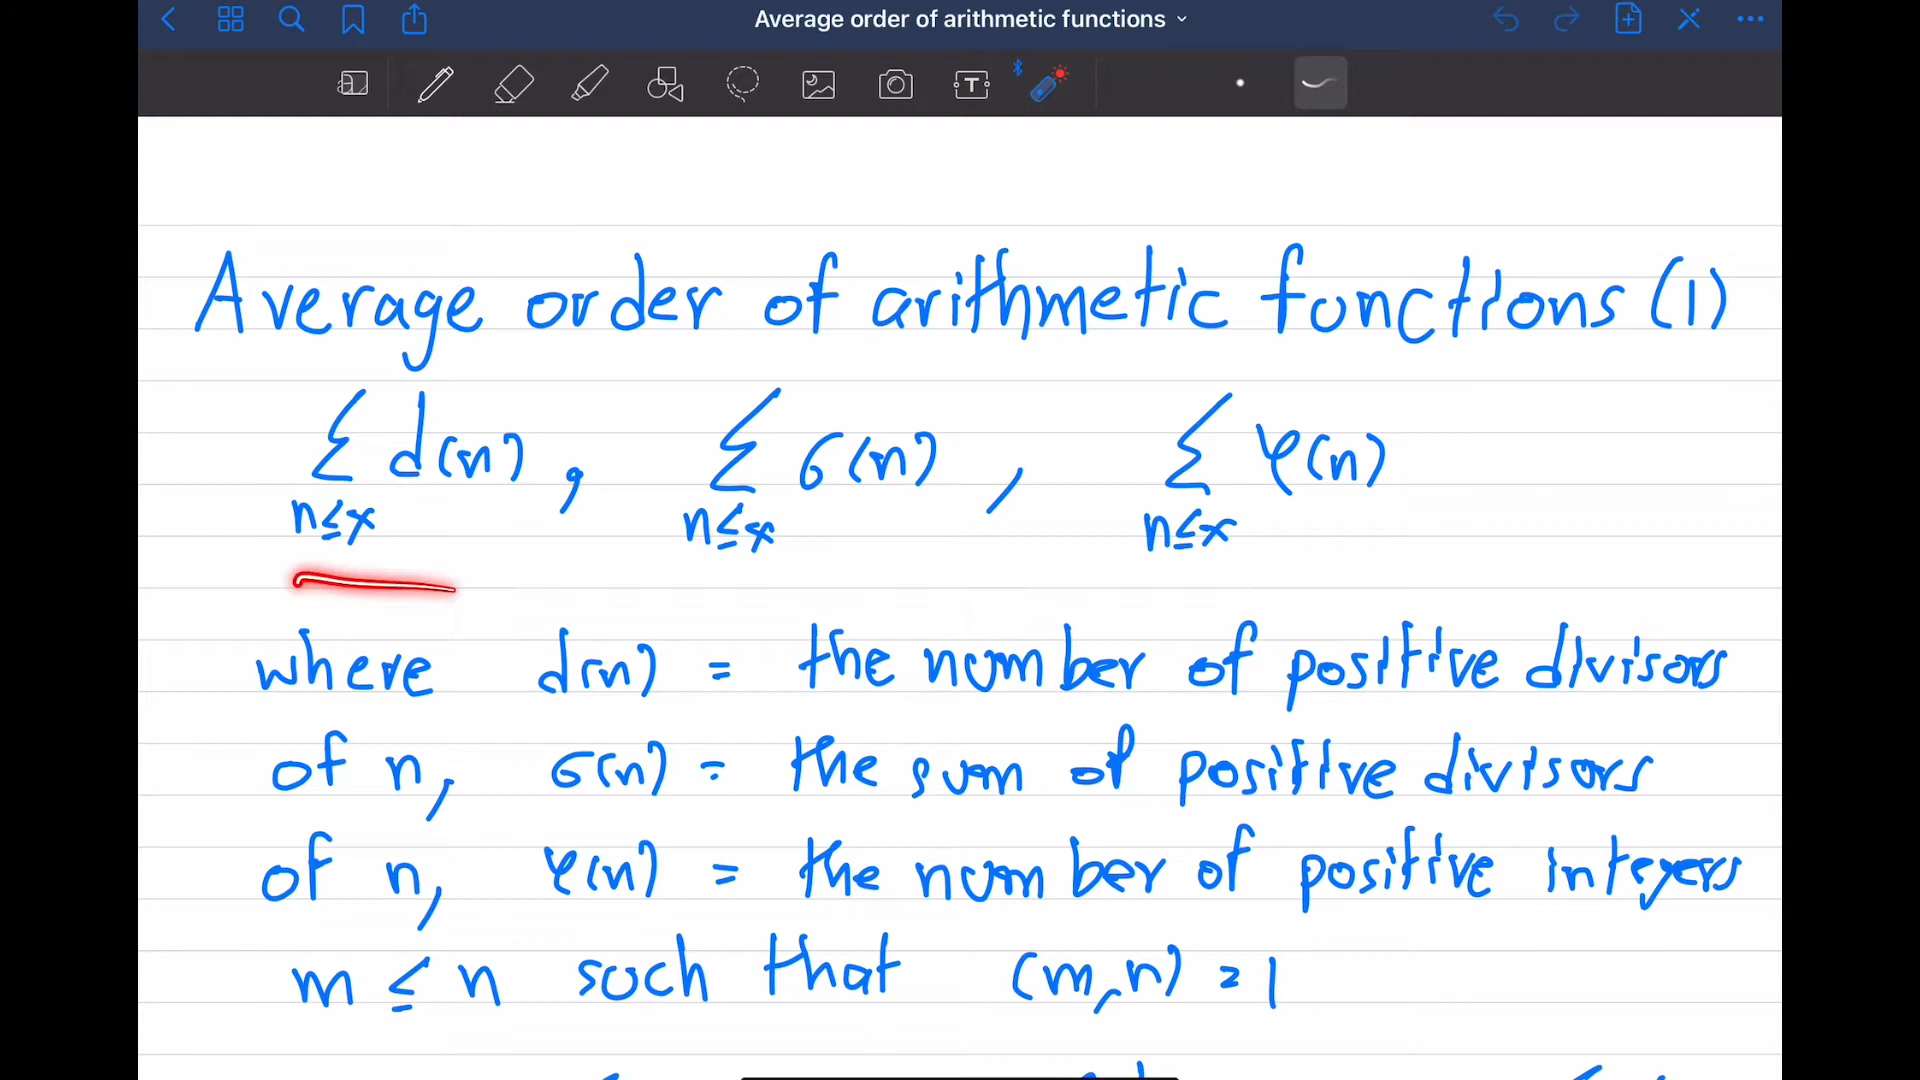 Average order of arithmetic functions
Average order of arithmetic functions (1)
∑ d(n), ∑ σ(n), ∑ φ(n)
n≤x n≤x n≤x
where d(n) = the number of positive divisors
of n, σ(n) = the sum of positive divisors
of n, φ(n) = the number of positive integers
m ≤ n such that (m,n) = 1